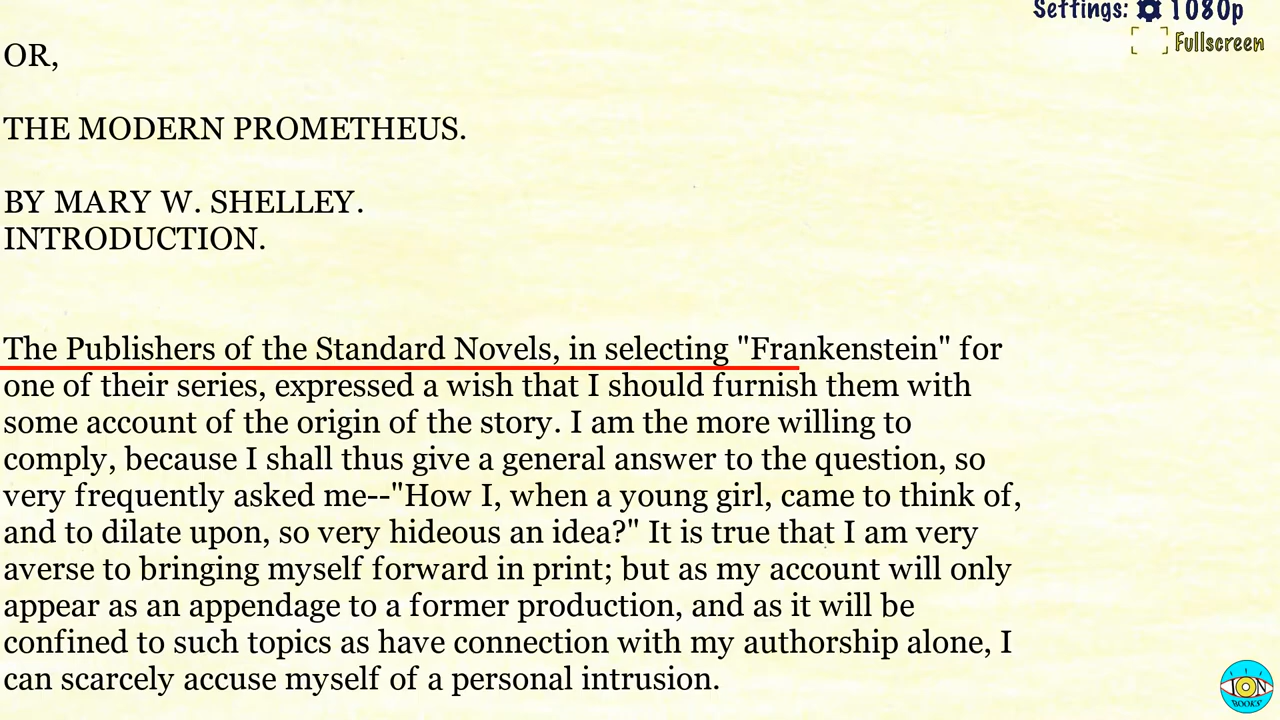 Settings: 1080p
Fullscreen
OR,
THE MODERN PROMETHEUS.
BY MARY W. SHELLEY.
INTRODUCTION.
The Publishers of the Standard Novels, in selecting "Frankenstein" for
one of their series, expressed a wish that I should furnish them with
some account of the origin of the story. I am the more willing to
comply, because I shall thus give a general answer to the question, so
very frequently asked me--"How I, when a young girl, came to think of,
and to dilate upon, so very hideous an idea?" It is true that I am very
averse to bringing myself forward in print; but as my account will only
appear as an appendage to a former production, and as it will be
confined to such topics as have connection with my authorship alone, I
can scarcely accuse myself of a personal intrusion.
ION
BOOKS